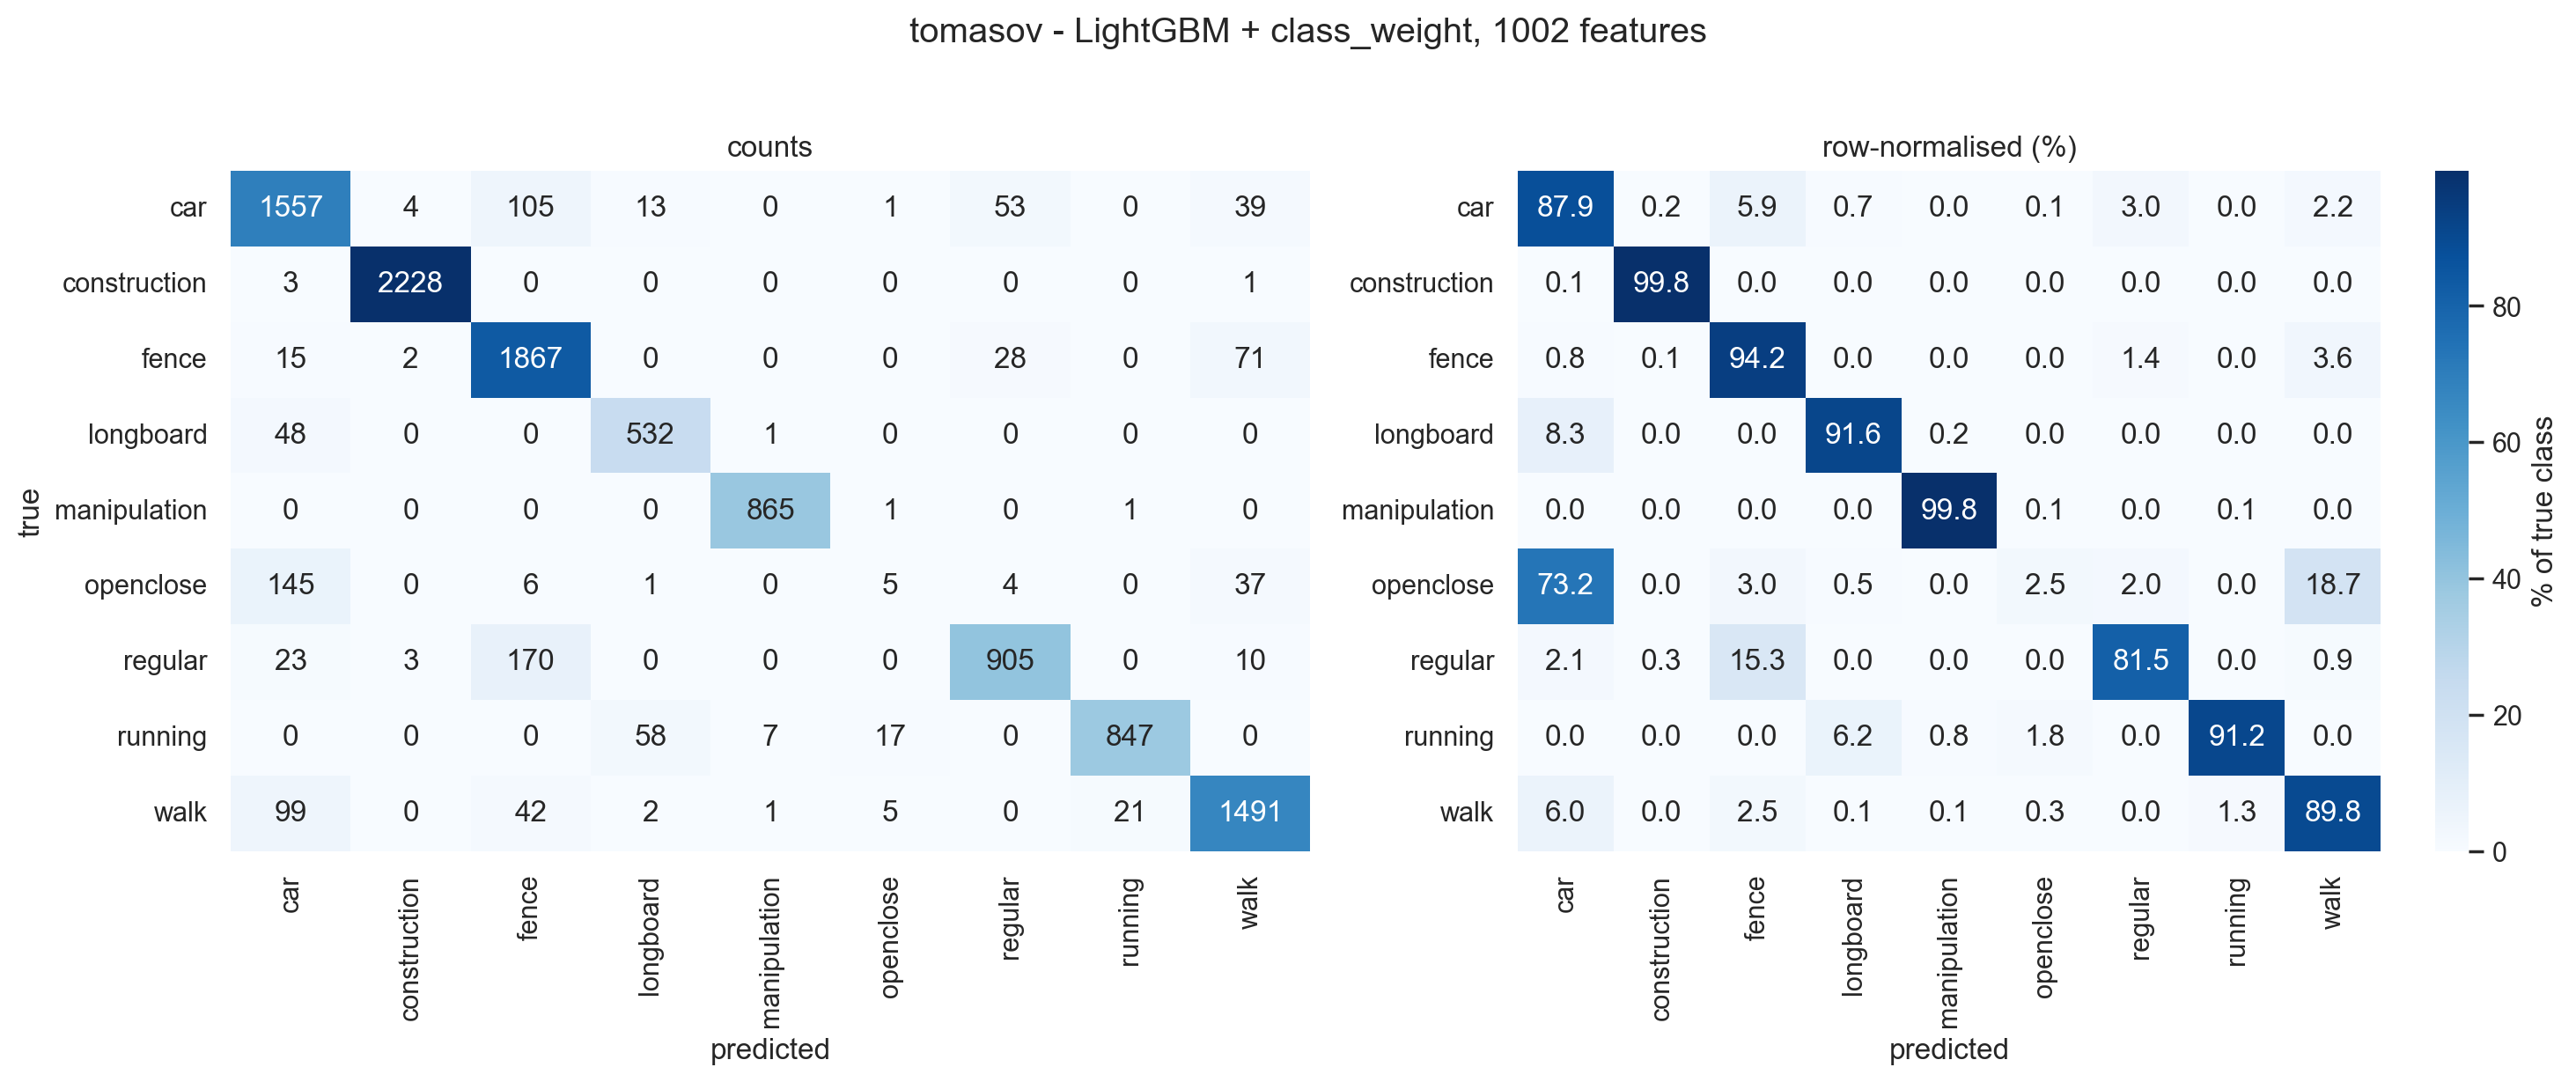 tomasov - LightGBM + class_weight, 1002 features
counts
car 1557 4 105 13 0 1 53 0 39
construction 3 2228 0 0 0 0 0 0 1
fence 15 2 1867 0 0 0 28 0 71
longboard 48 0 0 532 1 0 0 0 0
manipulation 0 0 0 0 865 1 0 1 0
openclose 145 0 6 1 0 5 4 0 37
regular 23 3 170 0 0 0 905 0 10
running 0 0 0 58 7 17 0 847 0
walk 99 0 42 2 1 5 0 21 1491
true
car construction fence longboard manipulation openclose regular running walk
predicted
row-normalised (%)
car 87.9 0.2 5.9 0.7 0.0 0.1 3.0 0.0 2.2
construction 0.1 99.8 0.0 0.0 0.0 0.0 0.0 0.0 0.0
fence 0.8 0.1 94.2 0.0 0.0 0.0 1.4 0.0 3.6
longboard 8.3 0.0 0.0 91.6 0.2 0.0 0.0 0.0 0.0
manipulation 0.0 0.0 0.0 0.0 99.8 0.1 0.0 0.1 0.0
openclose 73.2 0.0 3.0 0.5 0.0 2.5 2.0 0.0 18.7
regular 2.1 0.3 15.3 0.0 0.0 0.0 81.5 0.0 0.9
running 0.0 0.0 0.0 6.2 0.8 1.8 0.0 91.2 0.0
walk 6.0 0.0 2.5 0.1 0.1 0.3 0.0 1.3 89.8
car construction fence longboard manipulation openclose regular running walk
predicted
80
60
40
20
0
% of true class